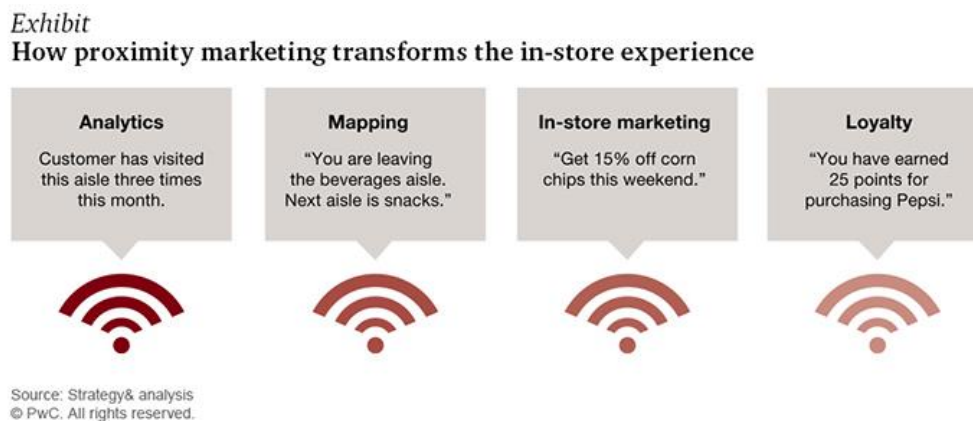 Exhibit
How proximity marketing transforms the in-store experience
Analytics
Customer has visited
this aisle three times
this month.
Mapping
“You are leaving
the beverages aisle.
Next aisle is snacks.”
In-store marketing
“Get 15% off corn
chips this weekend.”
Loyalty
“You have earned
25 points for
purchasing Pepsi.”
Source: Strategy& analysis
© PwC. All rights reserved.